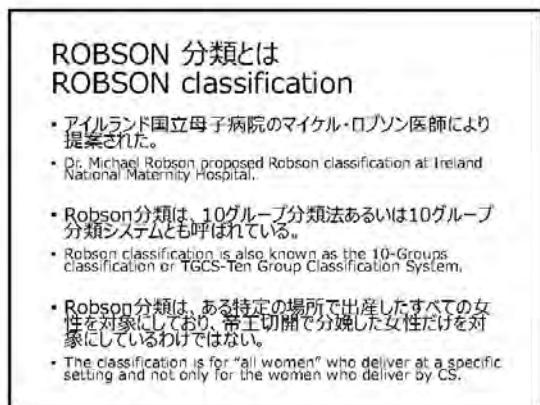 ROBSON 分類とは
ROBSON classification
• アイルランド国立母子病院のマイケル・ロブソン医師により
提案された。
• Dr. Michael Robson proposed Robson classification at Ireland
National Maternity Hospital.
• Robson分類は、10グループ分類法あるいは10グループ
分類システムとも呼ばれている。
• Robson classification is also known as the 10-Groups
classification or TGCS-Ten Group Classification System.
• Robson分類は、ある特定の場所で出産したすべての女
性を対象にしており、帝王切開で分娩した女性だけを対
象にしているわけではない。
• The classification is for “all women” who deliver at a specific
setting and not only for the women who deliver by CS.